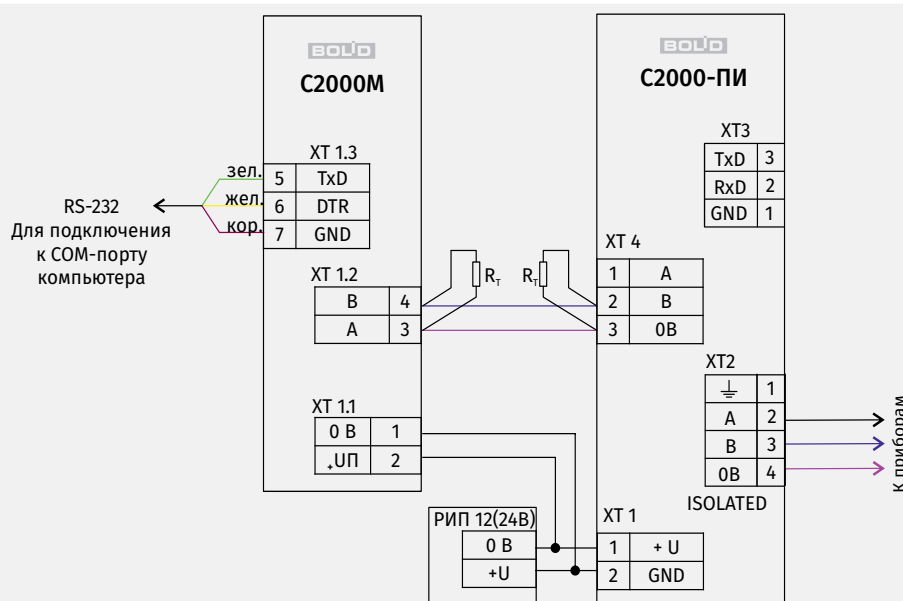 BOLID
C2000M
XT 1.3
5 TxD
6 DTR
7 GND
зел.
жел.
кор.
RS-232
Для подключения
к COM-порту
компьютера
XT 1.2
B 4
A 3
XT 1.1
0 В 1
+UП 2
Rт
Rт
BOLID
С2000-ПИ
XT3
TxD 3
RxD 2
GND 1
XT 4
1 A
2 B
3 0В
XT2
1
A 2
B 3
0В 4
ISOLATED
К приборам
РИП 12(24В)
0 В
+U
XT 1
1 + U
2 GND